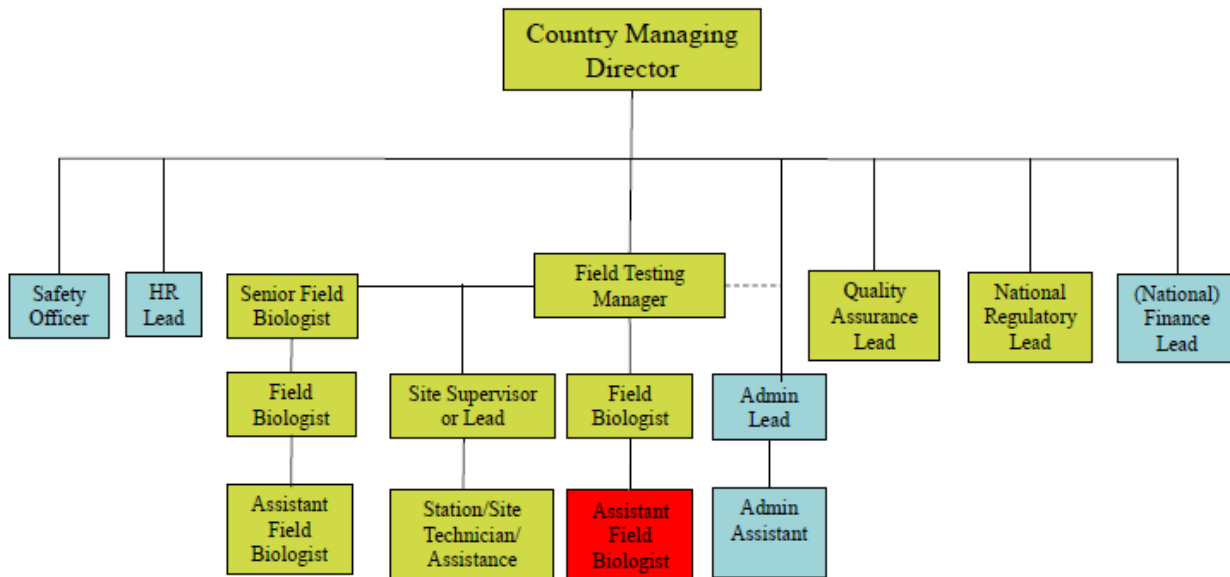 Country Managing
Director
Safety
Officer
HR
Lead
Senior Field
Biologist
Field Testing
Manager
Quality
Assurance
Lead
National
Regulatory
Lead
(National)
Finance
Lead
Field
Biologist
Site Supervisor
or Lead
Field
Biologist
Admin
Lead
Assistant
Field
Biologist
Station/Site
Technician/
Assistance
Assistant
Field
Biologist
Admin
Assistant